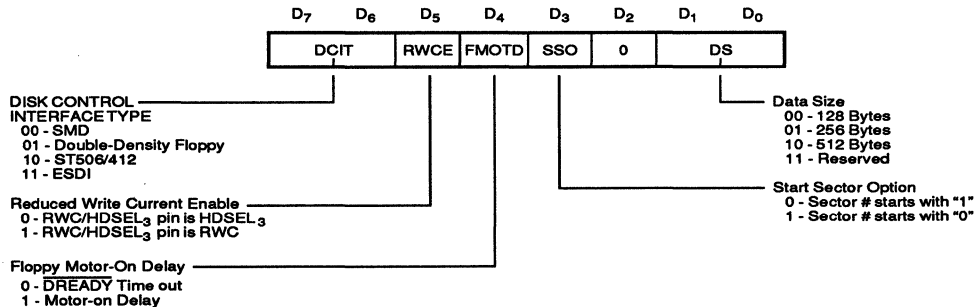 D7 D6 D5 D4 D3 D2 D1 D0
DCIT RWCE FMOTD SSO 0 DS
DISK CONTROL
INTERFACE TYPE
00 - SMD
01 - Double-Density Floppy
10 - ST506/412
11 - ESDI
Reduced Write Current Enable
0 - RWC/HDSEL3 pin is HDSEL3
1 - RWC/HDSEL3 pin is RWC
Floppy Motor-On Delay
0 - DREADY Time out
1 - Motor-on Delay
Data Size
00 - 128 Bytes
01 - 256 Bytes
10 - 512 Bytes
11 - Reserved
Start Sector Option
0 - Sector # starts with "1"
1 - Sector # starts with "0"